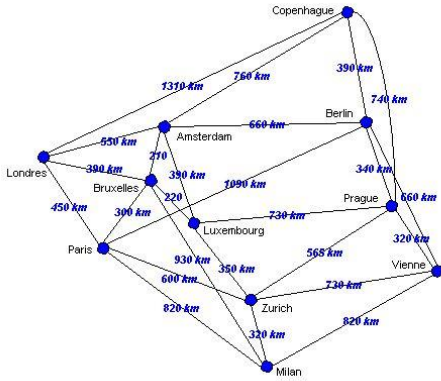 Copenhague
390 km
760 km
1310 km
740 km
Berlin
550 km
Amsterdam
660 km
Londres
390 km
210
340 km
Bruxelles
390 km
1090 km
660 km
220
Prague
450 km
300 km
730 km
320 km
Luxembourg
Paris
930 km
565 km
Vienne
350 km
600 km
730 km
Zurich
820 km
320 km
820 km
Milan